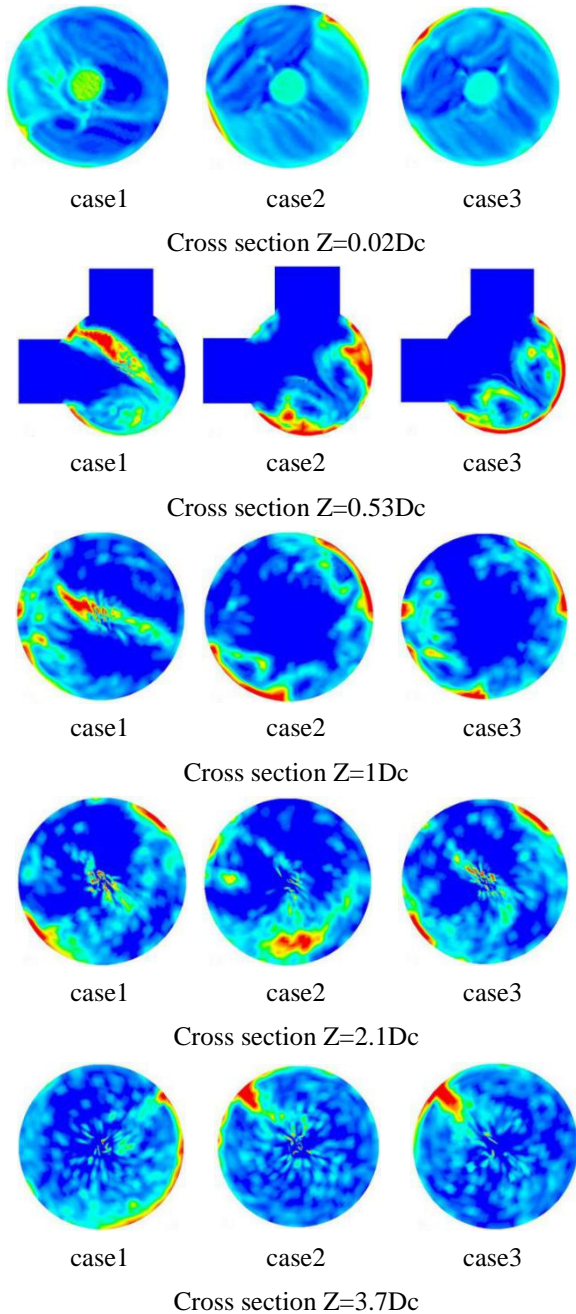 case1 case2 case3
Cross section Z=0.02Dc
case1 case2 case3
Cross section Z=0.53Dc
case1 case2 case3
Cross section Z=1Dc
case1 case2 case3
Cross section Z=2.1Dc
case1 case2 case3
Cross section Z=3.7Dc